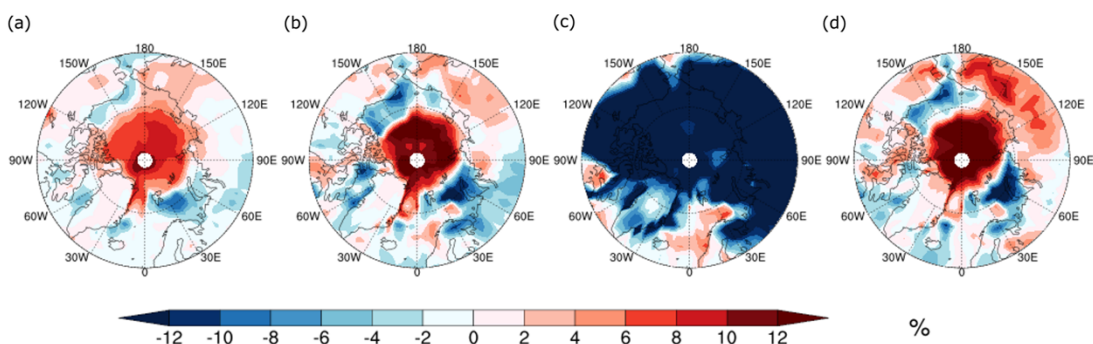 (a) (b) (c) (d)
180 180 180 180
150W 150E 150W 150E 150W 150E 150W 150E
120W 120E 120W 120E 120W 120E 120W 120E
90W 90E 90W 90E 90W 90E 90W 90E
60W 60E 60W 60E 60W 60E 60W 60E
30W 30E 30W 30E 30W 30E 30W 30E
0 0 0 0
-12 -10 -8 -6 -4 -2 0 2 4 6 8 10 12 %